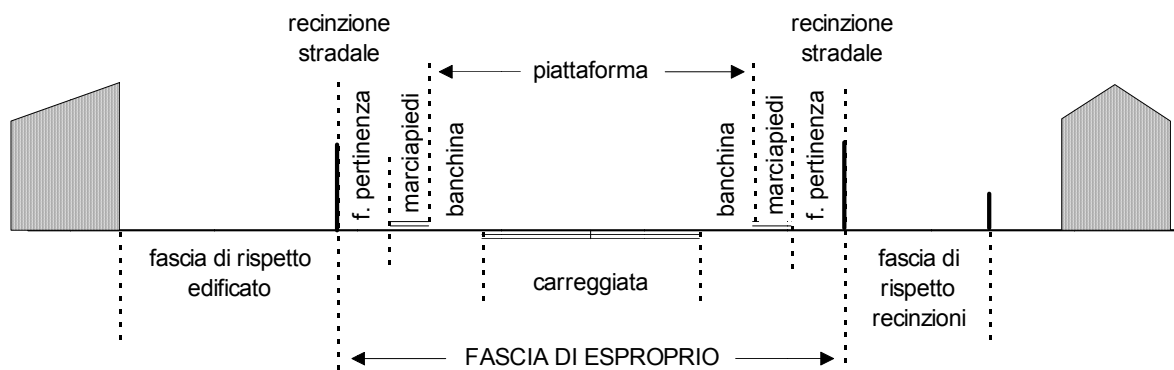 recinzione
stradale
recinzione
stradale
piattaforma
f. pertinenza
marciapiedi
banchina
banchina
marciapiedi
f. pertinenza
fascia di rispetto
edificato
carreggiata
fascia di
rispetto
recinzioni
FASCIA DI ESPROPRIO